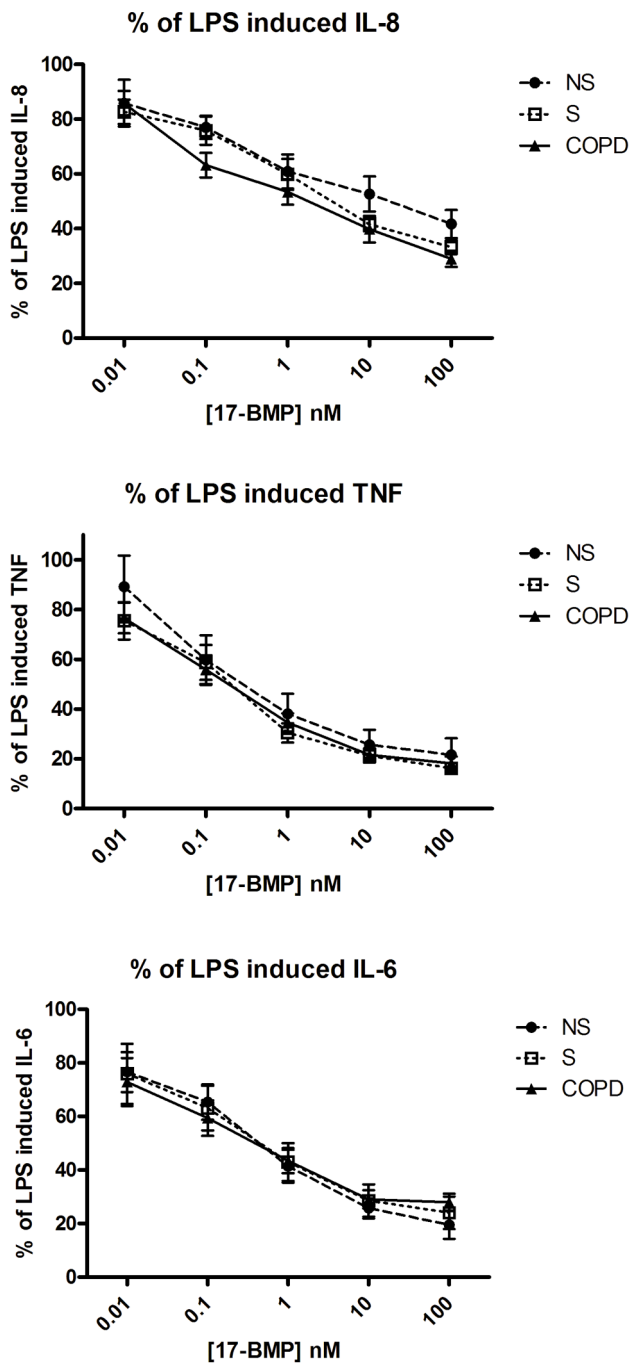 % of LPS induced IL-8
% of LPS induced IL-8
100
80
60
40
20
0
0.01
0.1
1
10
100
[17-BMP] nM
NS
S
COPD
% of LPS induced TNF
% of LPS induced TNF
100
80
60
40
20
0
0.01
0.1
1
10
100
[17-BMP] nM
NS
S
COPD
% of LPS induced IL-6
% of LPS induced IL-6
100
80
60
40
20
0
0.01
0.1
1
10
100
[17-BMP] nM
NS
S
COPD